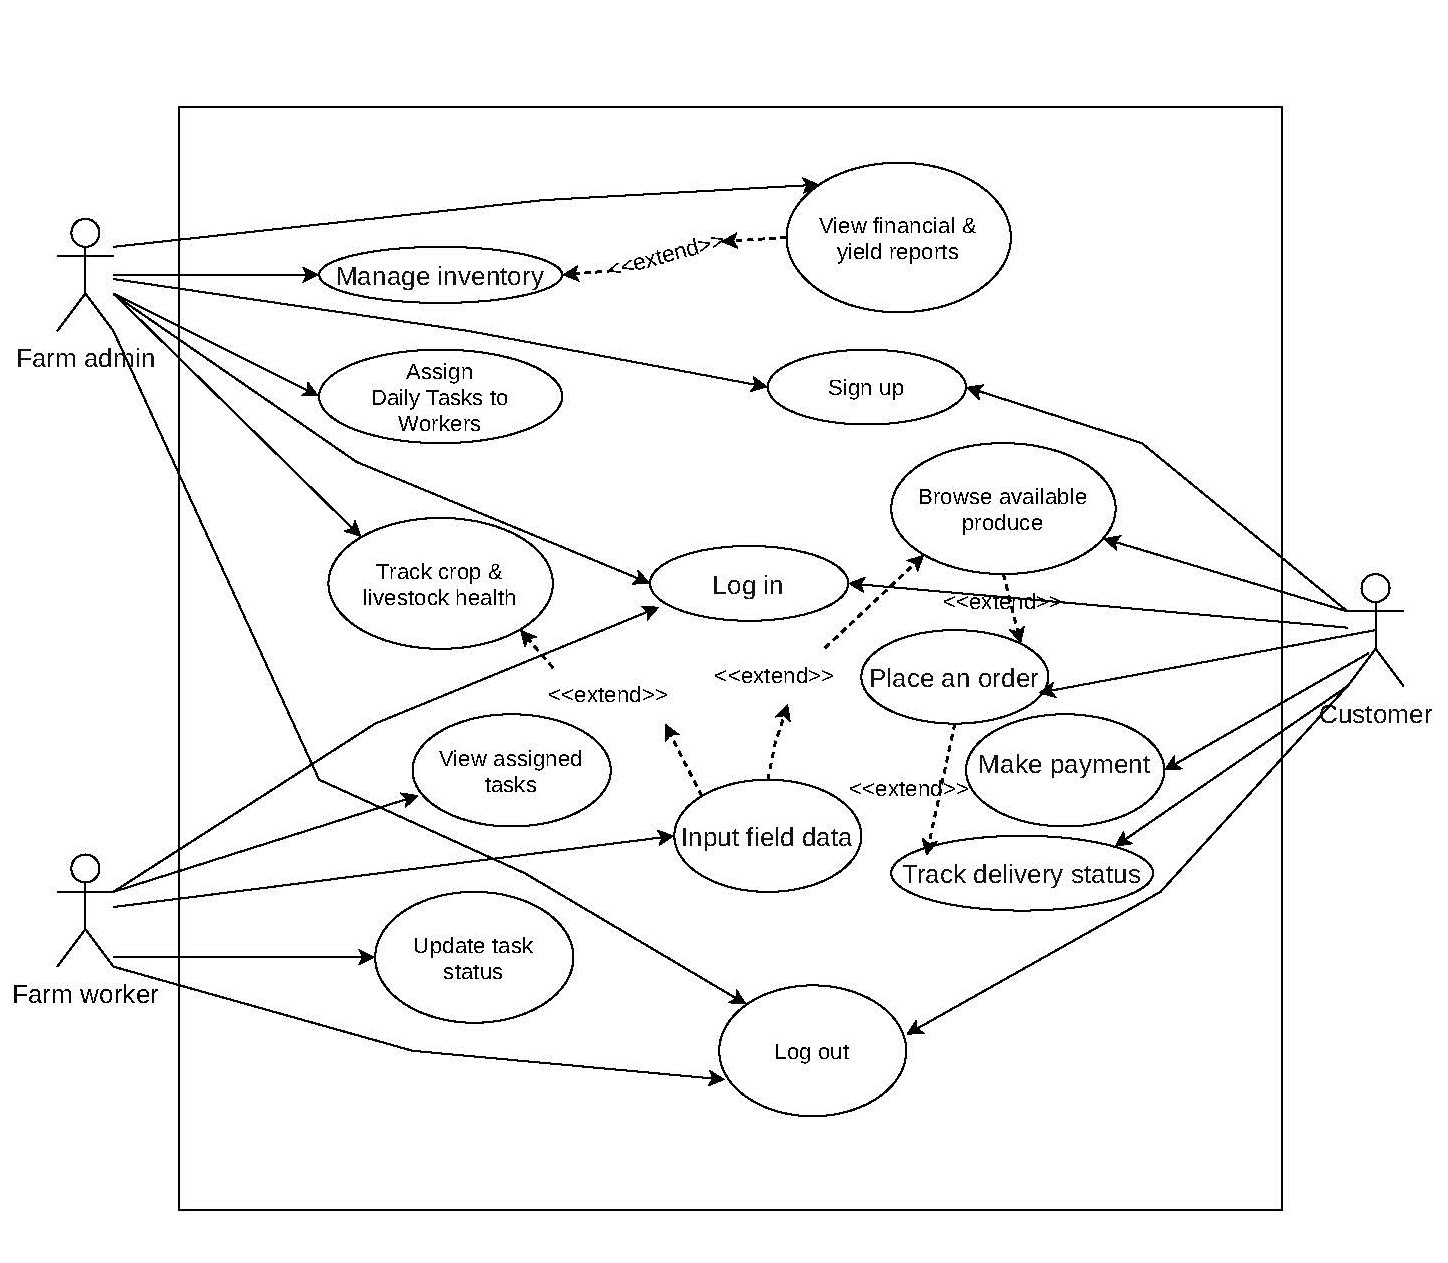 View financial &
yield reports
<<extend>>
Manage inventory
Farm admin
Assign
Daily Tasks to
Workers
Sign up
Browse available
produce
Track crop &
livestock health
Log in
<<extend>>
<<extend>>
<<extend>>
Place an order
Customer
View assigned
tasks
Make payment
<<extend>>
Input field data
Track delivery status
Update task
status
Farm worker
Log out